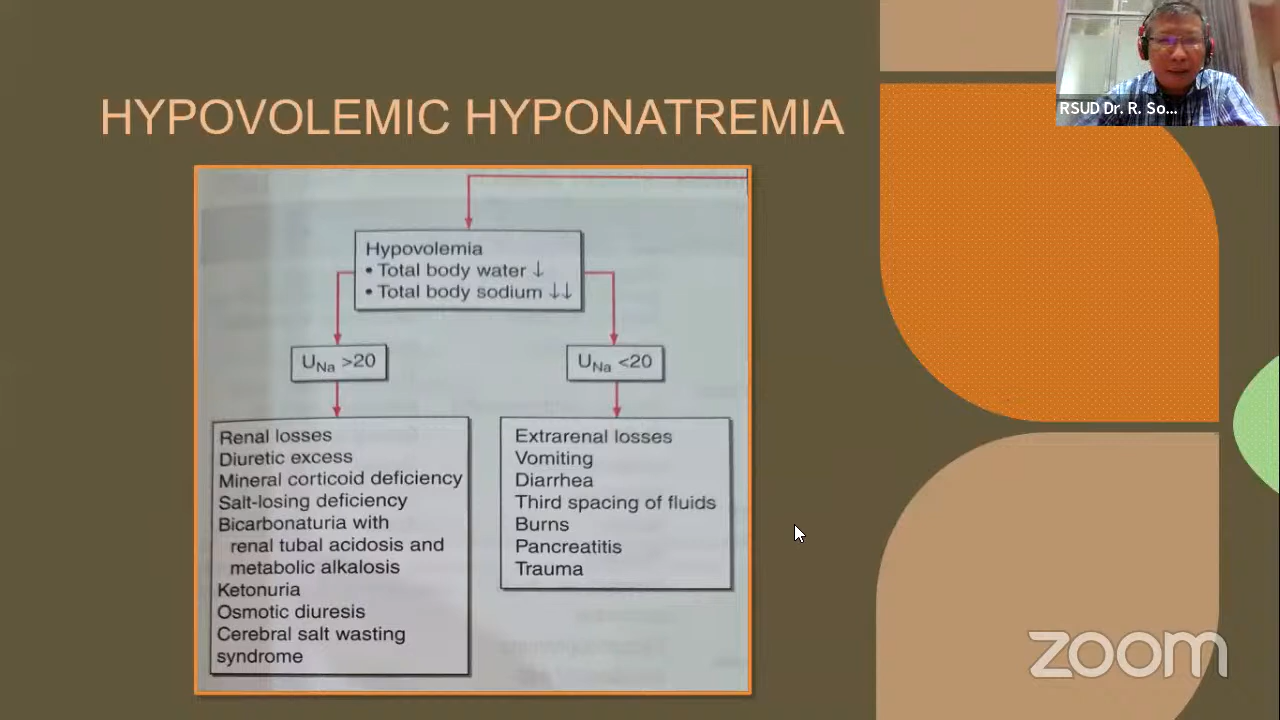 RSUD Dr. R. So...
HYPOVOLEMIC HYPONATREMIA
Hypovolemia
• Total body water ↓
• Total body sodium ↓↓
UNa >20
UNa <20
Renal losses
Diuretic excess
Mineral corticoid deficiency
Salt-losing deficiency
Bicarbonaturia with
renal tubal acidosis and
metabolic alkalosis
Ketonuria
Osmotic diuresis
Cerebral salt wasting
syndrome
Extrarenal losses
Vomiting
Diarrhea
Third spacing of fluids
Burns
Pancreatitis
Trauma
zoom